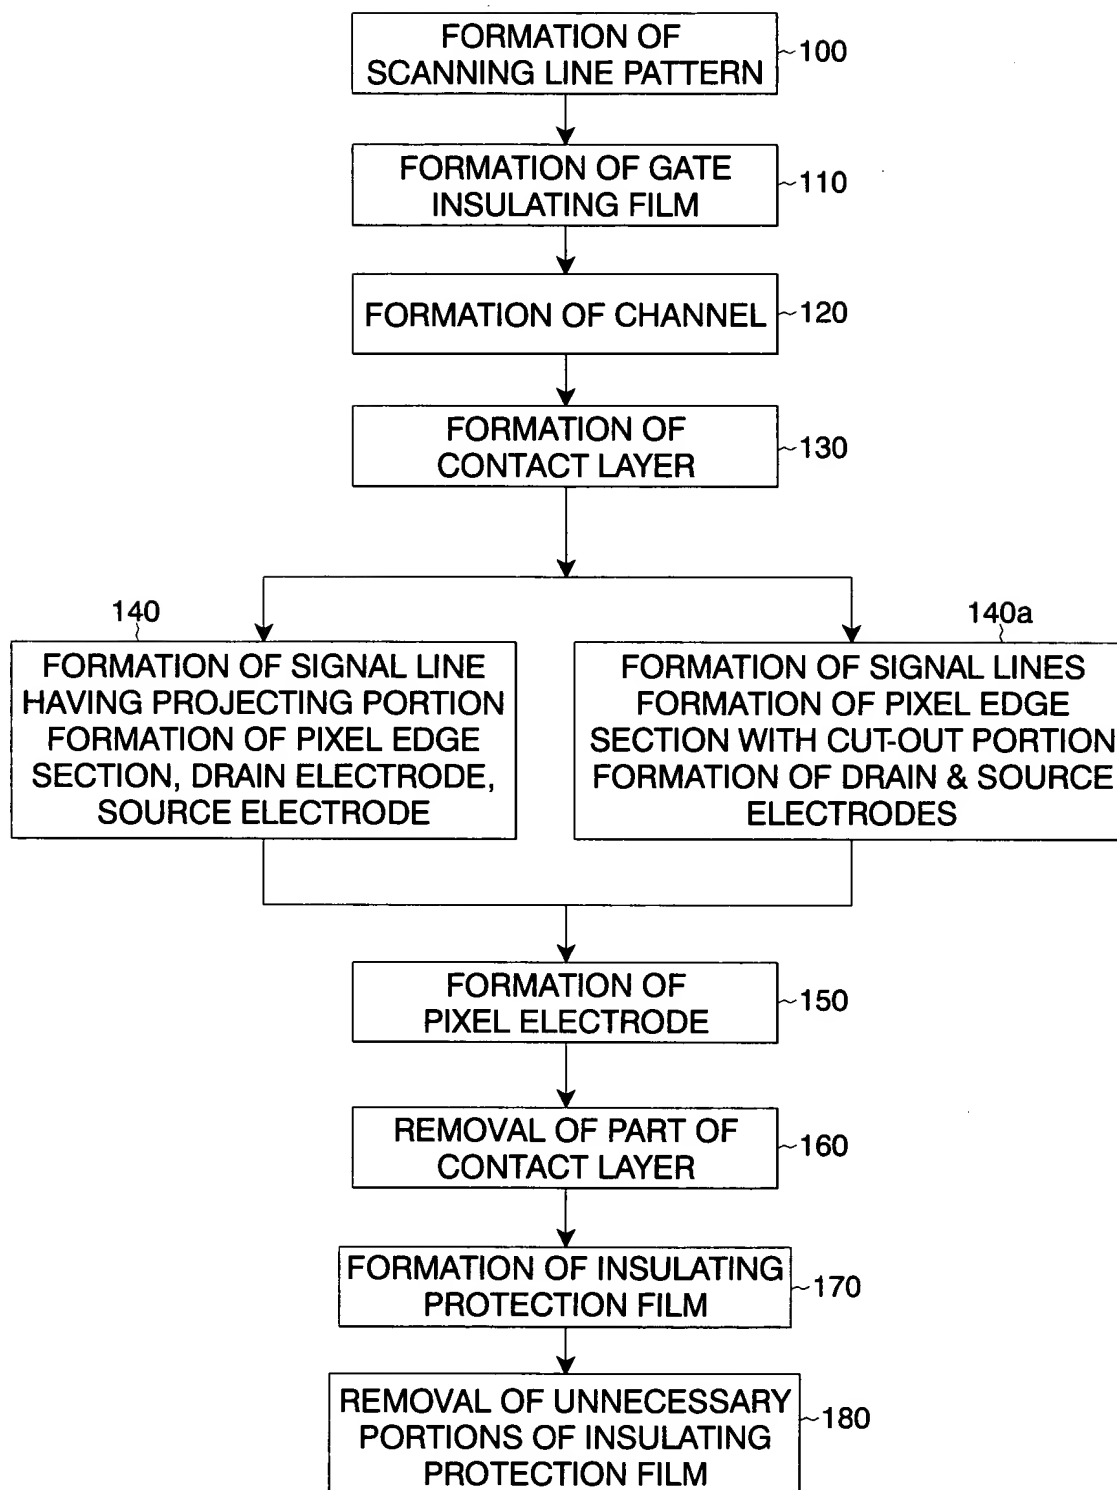 FORMATION OF
SCANNING LINE PATTERN
100
FORMATION OF GATE
INSULATING FILM
110
FORMATION OF CHANNEL
120
FORMATION OF
CONTACT LAYER
130
140
FORMATION OF SIGNAL LINE
HAVING PROJECTING PORTION
FORMATION OF PIXEL EDGE
SECTION, DRAIN ELECTRODE,
SOURCE ELECTRODE
140a
FORMATION OF SIGNAL LINES
FORMATION OF PIXEL EDGE
SECTION WITH CUT-OUT PORTION
FORMATION OF DRAIN & SOURCE
ELECTRODES
FORMATION OF
PIXEL ELECTRODE
150
REMOVAL OF PART OF
CONTACT LAYER
160
FORMATION OF INSULATING
PROTECTION FILM
170
REMOVAL OF UNNECESSARY
PORTIONS OF INSULATING
PROTECTION FILM
180